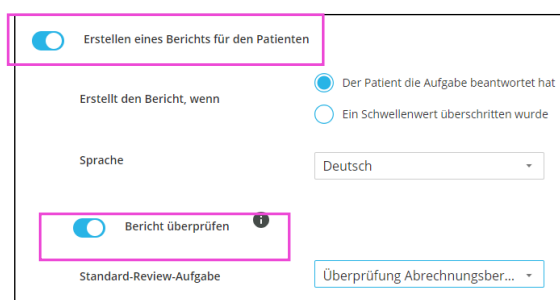 Erstellen eines Berichts für den Patienten
Erstellt den Bericht, wenn
Der Patient die Aufgabe beantwortet hat
Ein Schwellenwert überschritten wurde
Sprache
Deutsch
Bericht überprüfen
Standard-Review-Aufgabe
Überprüfung Abrechnungsber...